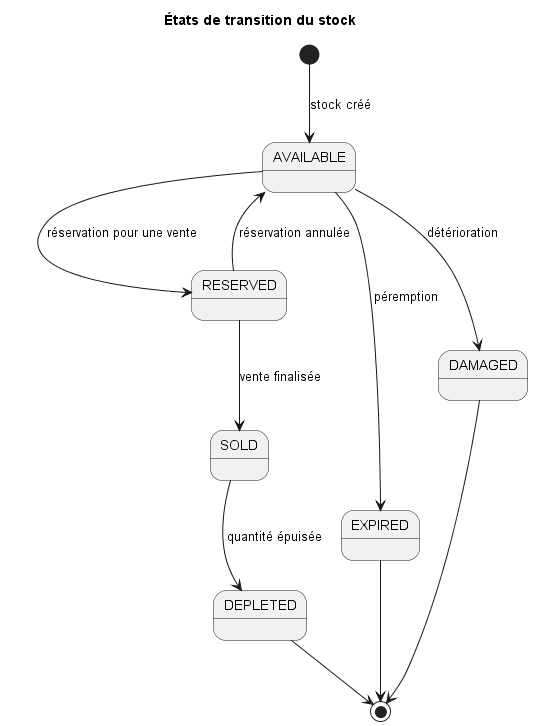 États de transition du stock
stock créé
AVAILABLE
réservation pour une vente
réservation annulée
détérioration
RESERVED
péremption
DAMAGED
vente finalisée
SOLD
EXPIRED
quantité épuisée
DEPLETED